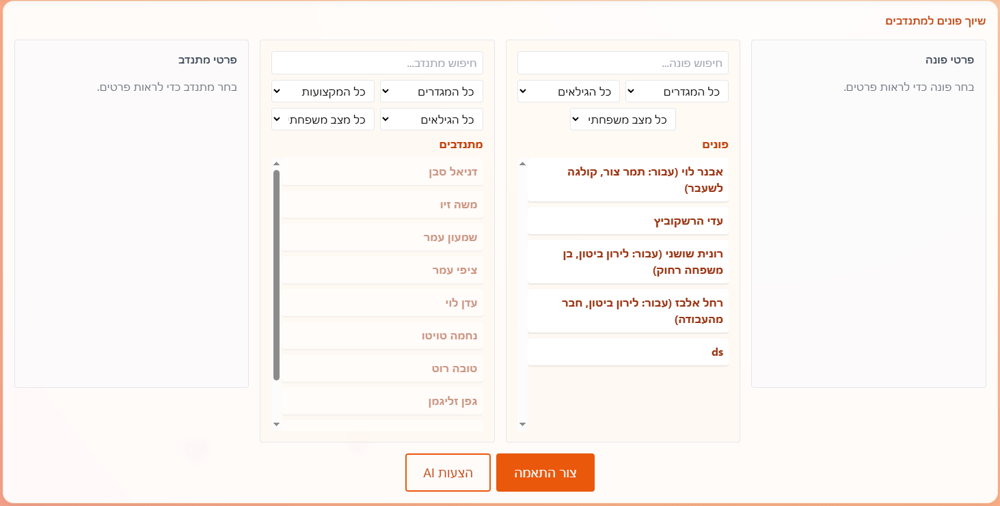 שיוך פונים למתנדבים
פרטי פונה
בחר פונה כדי לראות פרטים.
חיפוש פונה...
כל המגדרים
כל הגילאים
כל מצב משפחתי
פונים
אבנר לוי (עבור: תמר צור, קולגה
לשעבר)
עדי הרשקוביץ
רונית שושני (עבור: לירון ביטון, בן
משפחה רחוק)
רחל אלבז (עבור: לירון ביטון, חבר
מהעבודה)
ds
חיפוש מתנדב...
כל המגדרים
כל המקצועות
כל הגילאים
כל מצב משפחת
מתנדבים
דניאל סבן
משה זיו
שמעון עמר
ציפי עמר
עדן לוי
נחמה טויטו
טובה רוט
גפן זליגמן
פרטי מתנדב
בחר מתנדב כדי לראות פרטים.
צור התאמה
הצעות AI